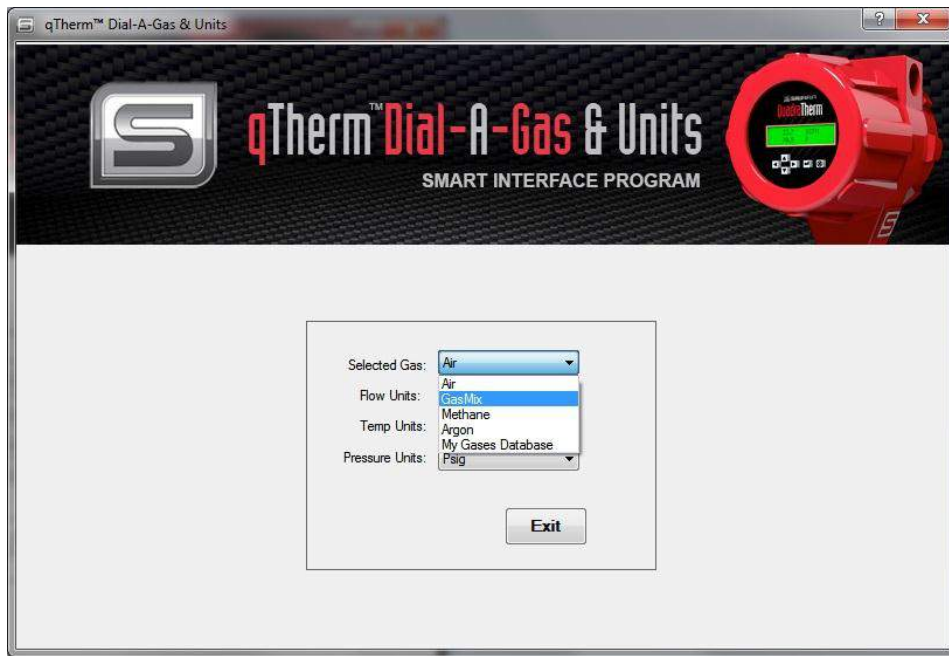 qTherm™ Dial-A-Gas & Units
qTherm™ Dial-A-Gas & Units
SMART INTERFACE PROGRAM
QuadraTherm
Selected Gas: Air
Air
Flow Units: GasMix
Methane
Temp Units: Argon
My Gases Database
Pressure Units: Psig
Exit